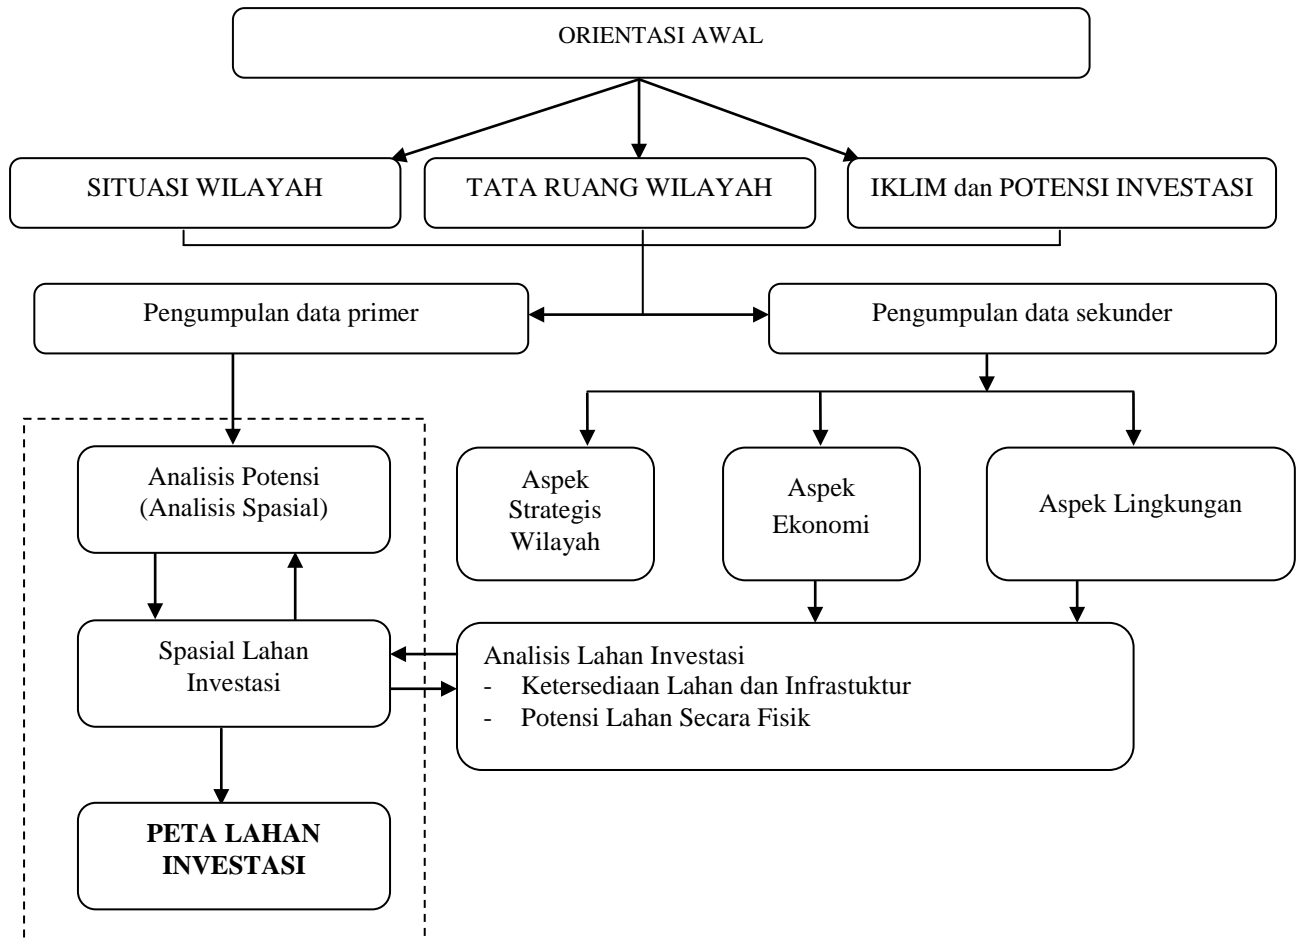 ORIENTASI AWAL
SITUASI WILAYAH
TATA RUANG WILAYAH
IKLIM dan POTENSI INVESTASI
Pengumpulan data primer
Pengumpulan data sekunder
Analisis Potensi
(Analisis Spasial)
Aspek
Strategis
Wilayah
Aspek
Ekonomi
Aspek Lingkungan
Spasial Lahan
Investasi
Analisis Lahan Investasi
- Ketersediaan Lahan dan Infrastuktur
- Potensi Lahan Secara Fisik
PETA LAHAN
INVESTASI